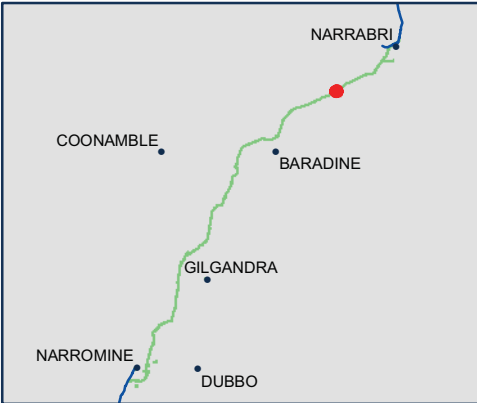 NARRABRI
COONAMBLE
BARADINE
GILGANDRA
NARROMINE
DUBBO